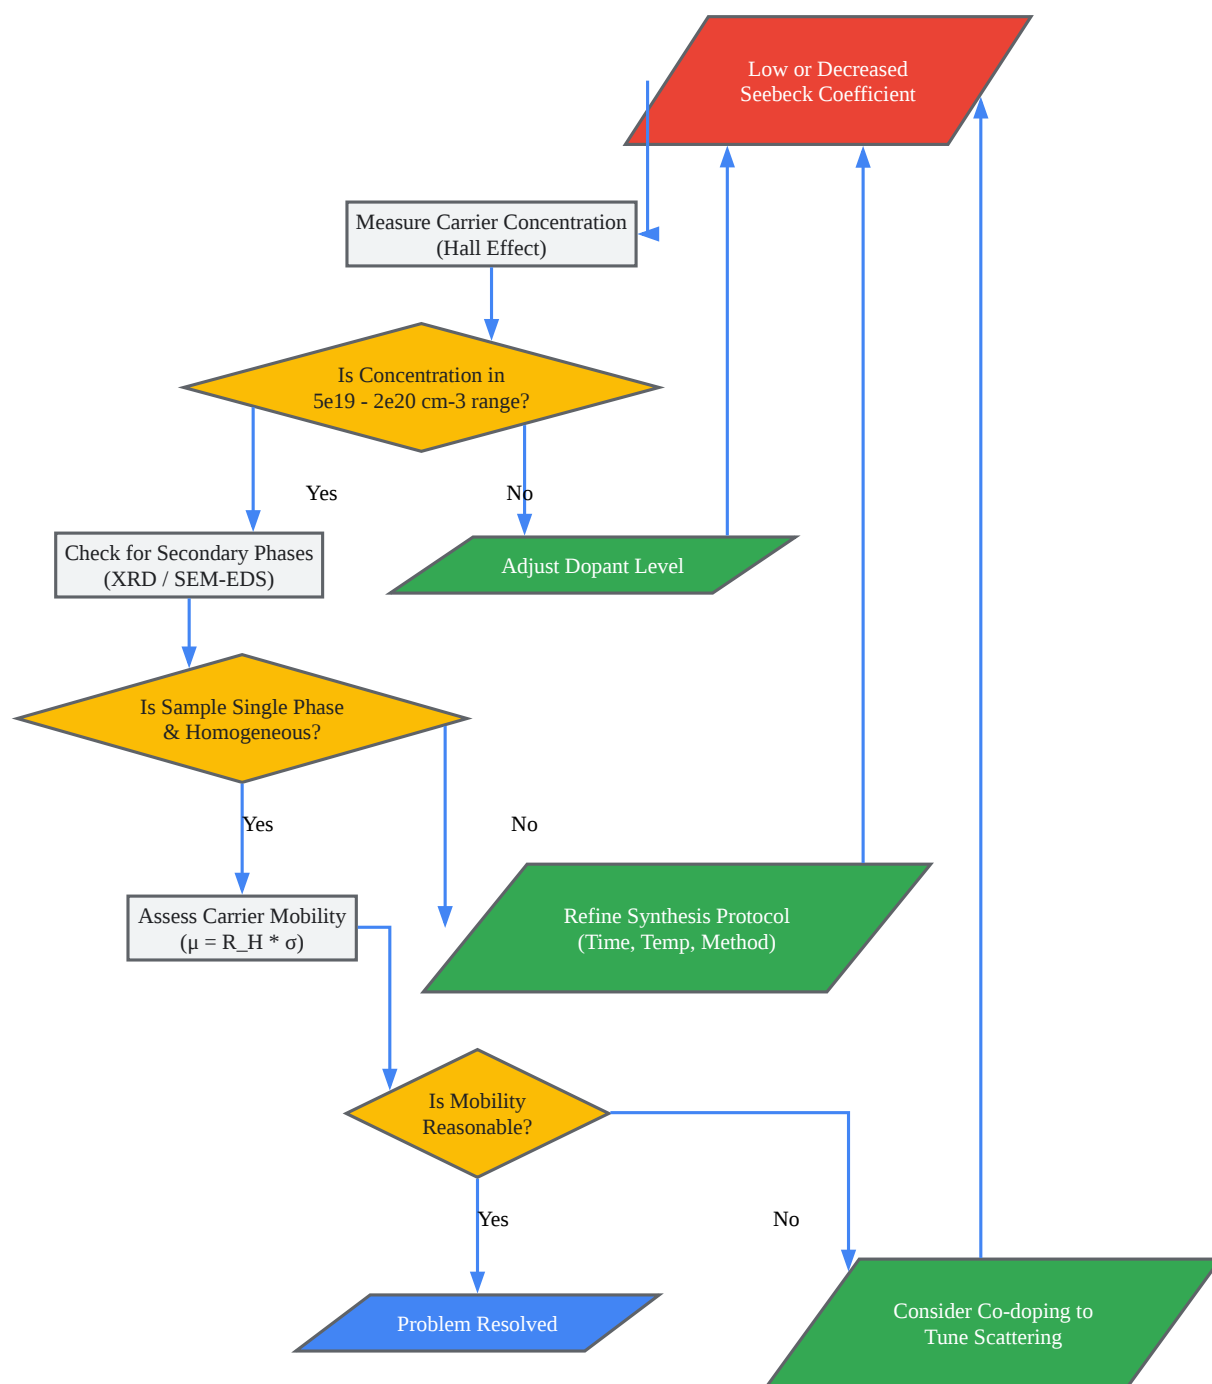 Low or Decreased
Seebeck Coefficient
Measure Carrier Concentration
(Hall Effect)
Is Concentration in
5e19 - 2e20 cm-3 range?
Yes
No
Check for Secondary Phases
(XRD / SEM-EDS)
Adjust Dopant Level
Is Sample Single Phase
& Homogeneous?
Yes
No
Assess Carrier Mobility
(μ = R_H * σ)
Refine Synthesis Protocol
(Time, Temp, Method)
Is Mobility
Reasonable?
Yes
No
Problem Resolved
Consider Co-doping to
Tune Scattering